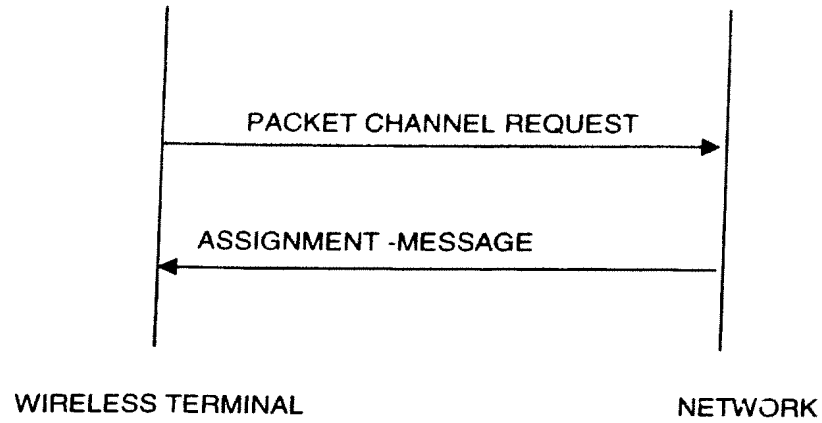 PACKET CHANNEL REQUEST
ASSIGNMENT -MESSAGE
WIRELESS TERMINAL
NETWORK